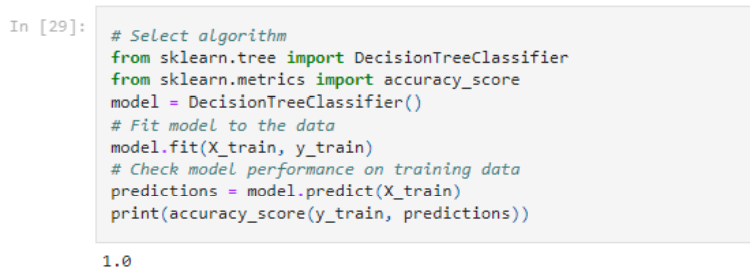 In [29]:
# Select algorithm
from sklearn.tree import DecisionTreeClassifier
from sklearn.metrics import accuracy_score
model = DecisionTreeClassifier()
# Fit model to the data
model.fit(X_train, y_train)
# Check model performance on training data
predictions = model.predict(X_train)
print(accuracy_score(y_train, predictions))
1.0